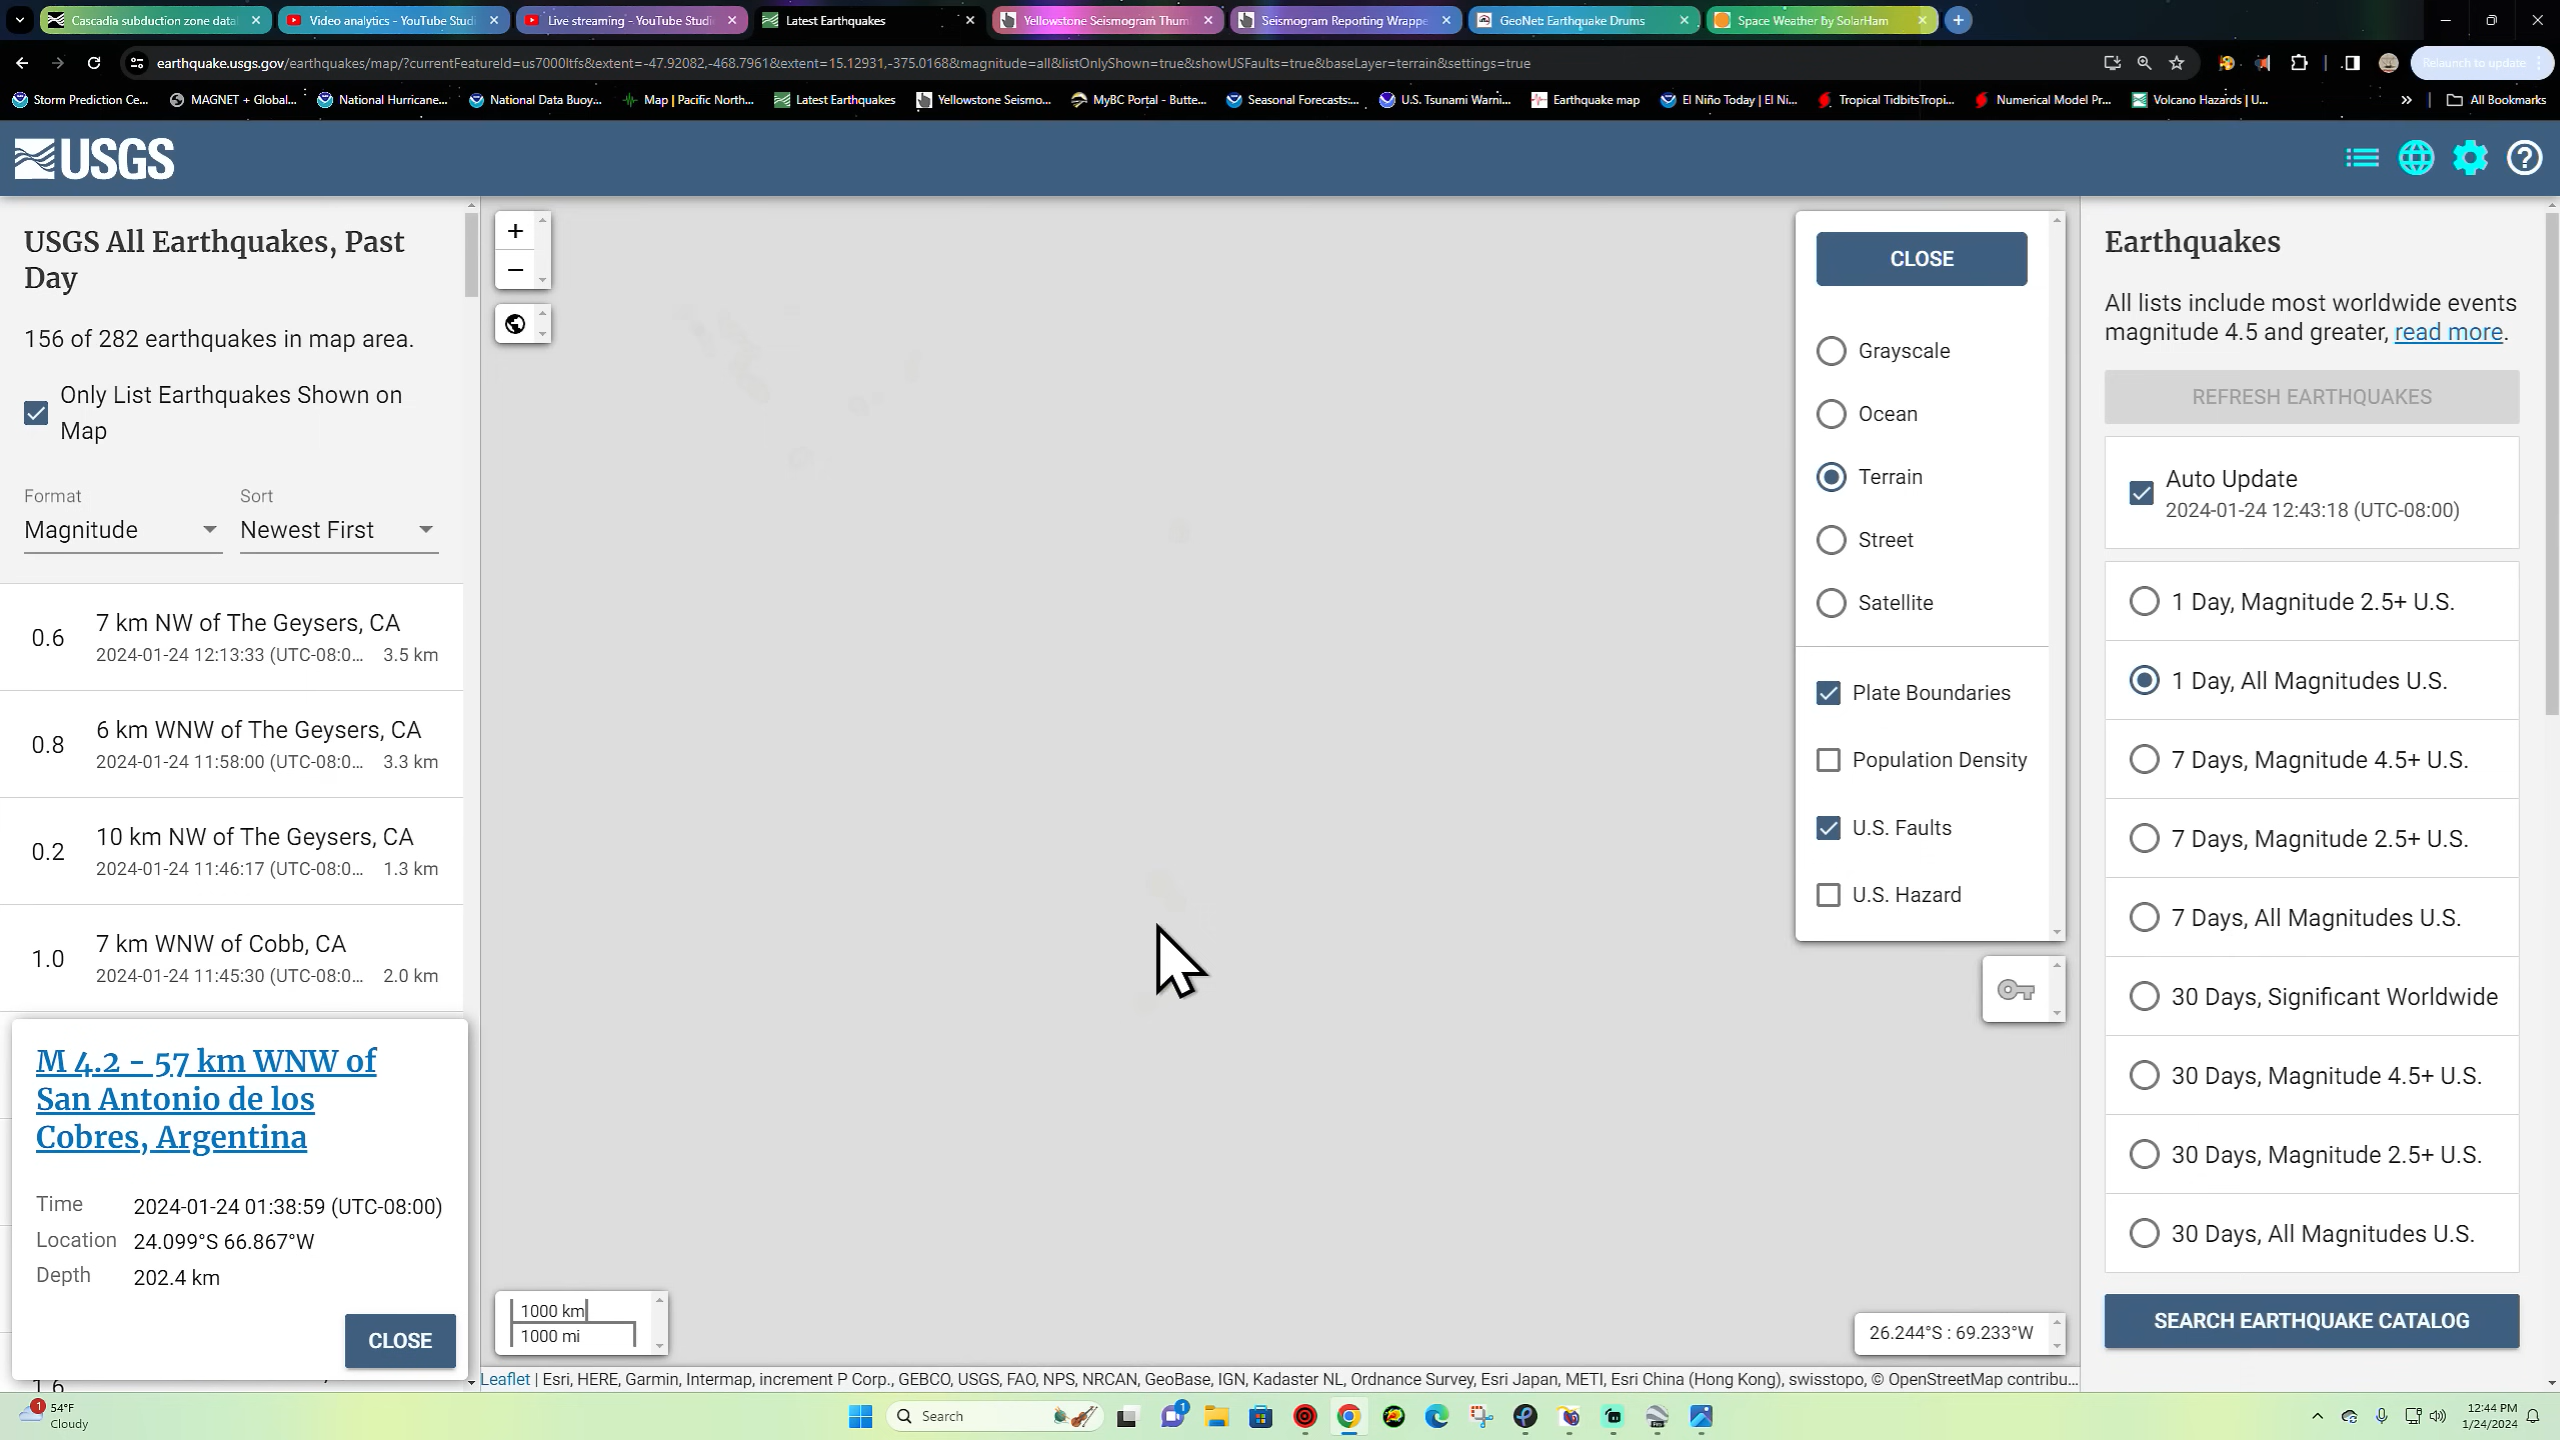 Cascadia subduction zone data
Video analytics - YouTube Studi
Live streaming - YouTube Studi
Latest Earthquakes
Yellowstone Seismogram Thum
Seismogram Reporting Wrappe
GeoNet: Earthquake Drums
Space Weather by SolarHam
earthquake.usgs.gov/earthquakes/map/?currentFeatureId=us7000ltfs&extent=-47.92082,-468.7961&extent=15.12931,-375.0168&magnitude=all&listOnlyShown=true&showUSFaults=true&baseLayer=terrain&settings=true
Relaunch to update
Storm Prediction Ce...
MAGNET + Global...
National Hurricane...
National Data Buoy...
Map | Pacific North...
Latest Earthquakes
Yellowstone Seismo...
MyBC Portal - Butte...
Seasonal Forecasts:...
U.S. Tsunami Warni...
Earthquake map
El Niño Today | El Ni...
Tropical TidbitsTropi...
Numerical Model Pr...
Volcano Hazards | U...
All Bookmarks
USGS
USGS All Earthquakes, Past
Day
156 of 282 earthquakes in map area.
Only List Earthquakes Shown on
Map
Format
Magnitude
Sort
Newest First
0.6
7 km NW of The Geysers, CA
2024-01-24 12:13:33 (UTC-08:0... 3.5 km
0.8
6 km WNW of The Geysers, CA
2024-01-24 11:58:00 (UTC-08:0... 3.3 km
0.2
10 km NW of The Geysers, CA
2024-01-24 11:46:17 (UTC-08:0... 1.3 km
1.0
7 km WNW of Cobb, CA
2024-01-24 11:45:30 (UTC-08:0... 2.0 km
M 4.2 - 57 km WNW of
San Antonio de los
Cobres, Argentina
Time 2024-01-24 01:38:59 (UTC-08:00)
Location 24.099°S 66.867°W
Depth 202.4 km
CLOSE
1.6
+
−
1000 km
1000 mi
CLOSE
Grayscale
Ocean
Terrain
Street
Satellite
Plate Boundaries
Population Density
U.S. Faults
U.S. Hazard
26.244°S : 69.233°W
Leaflet | Esri, HERE, Garmin, Intermap, increment P Corp., GEBCO, USGS, FAO, NPS, NRCAN, GeoBase, IGN, Kadaster NL, Ordnance Survey, Esri Japan, METI, Esri China (Hong Kong), swisstopo, © OpenStreetMap contribu...
Earthquakes
All lists include most worldwide events
magnitude 4.5 and greater, read more.
REFRESH EARTHQUAKES
Auto Update
2024-01-24 12:43:18 (UTC-08:00)
1 Day, Magnitude 2.5+ U.S.
1 Day, All Magnitudes U.S.
7 Days, Magnitude 4.5+ U.S.
7 Days, Magnitude 2.5+ U.S.
7 Days, All Magnitudes U.S.
30 Days, Significant Worldwide
30 Days, Magnitude 4.5+ U.S.
30 Days, Magnitude 2.5+ U.S.
30 Days, All Magnitudes U.S.
SEARCH EARTHQUAKE CATALOG
1
54°F
Cloudy
Search
1
12:44 PM
1/24/2024